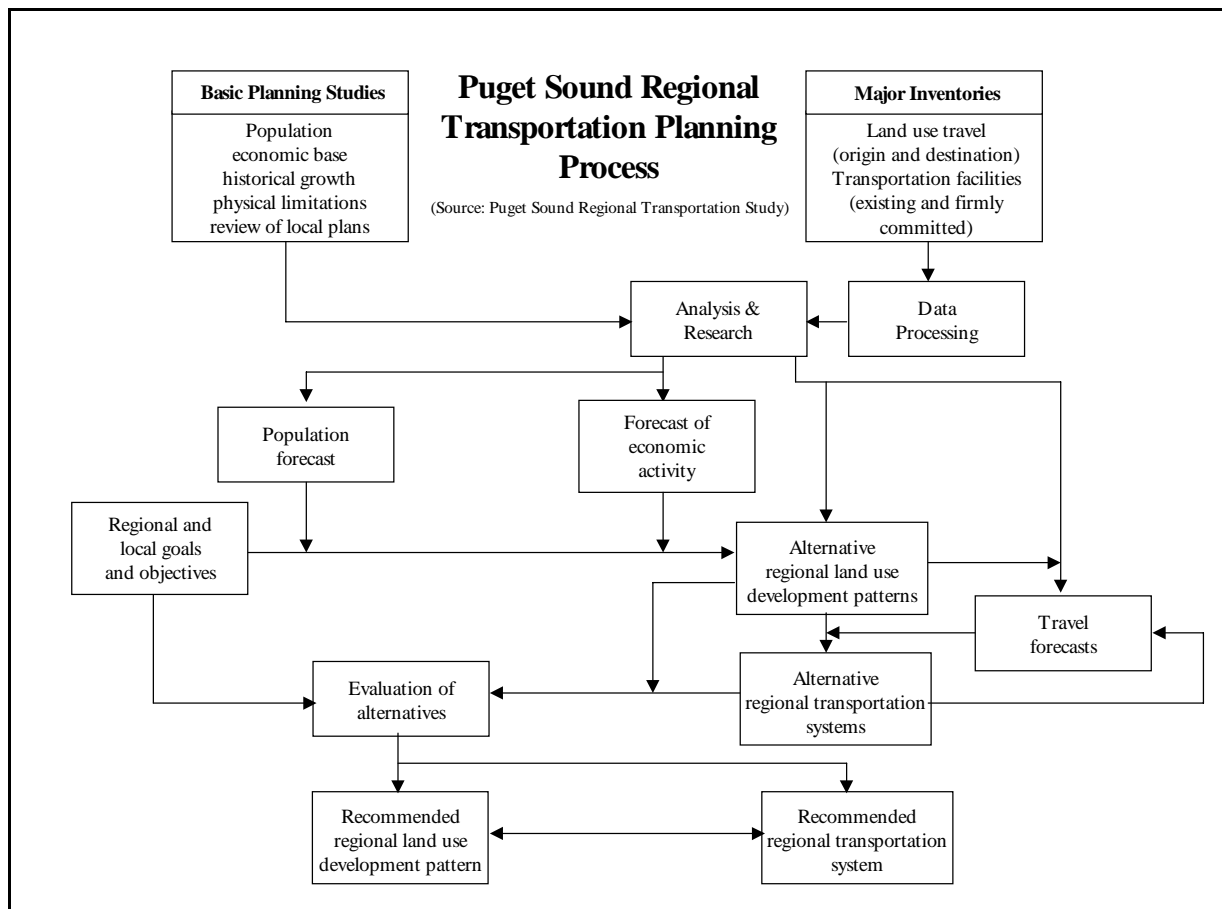 Basic Planning Studies
Population
economic base
historical growth
physical limitations
review of local plans
Puget Sound Regional
Transportation Planning
Process
(Source: Puget Sound Regional Transportation Study)
Major Inventories
Land use travel
(origin and destination)
Transportation facilities
(existing and firmly
committed)
Analysis &
Research
Data
Processing
Population
forecast
Forecast of
economic
activity
Regional and
local goals
and objectives
Alternative
regional land use
development patterns
Travel
forecasts
Evaluation of
alternatives
Alternative
regional transportation
systems
Recommended
regional land use
development pattern
Recommended
regional transportation
system